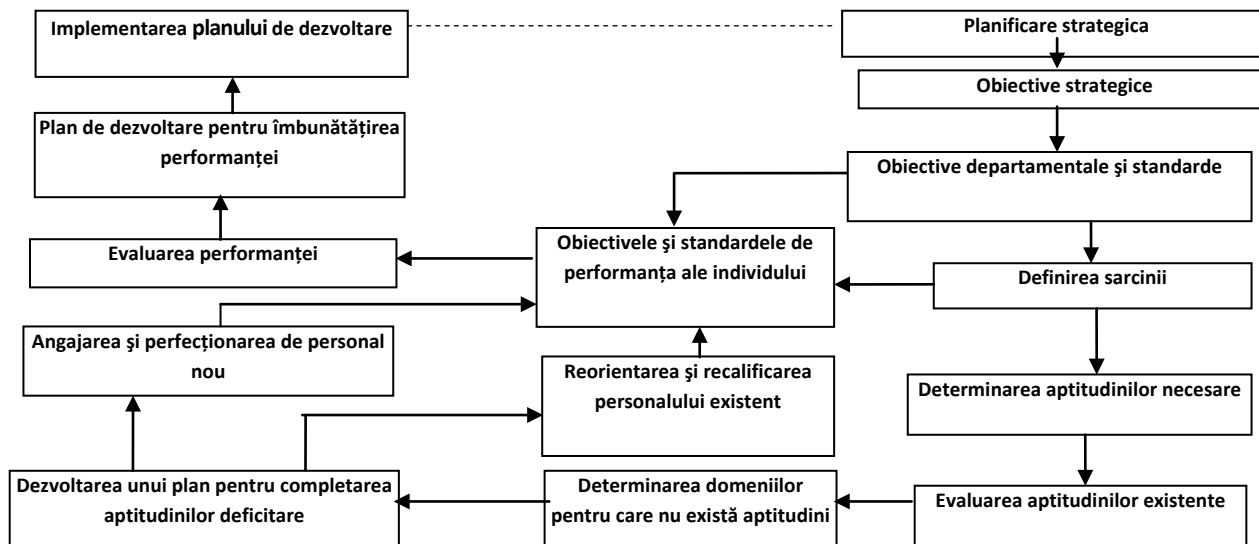 Implementarea planului de dezvoltare
Planificare strategica
Obiective strategice
Plan de dezvoltare pentru îmbunătățirea
performanței
Obiective departamentale şi standarde
Evaluarea performanței
Obiectivele şi standardele de
performanța ale individului
Definirea sarcinii
Angajarea şi perfecționarea de personal
nou
Reorientarea şi recalificarea
personalului existent
Determinarea aptitudinilor necesare
Dezvoltarea unui plan pentru completarea
aptitudinilor deficitare
Determinarea domeniilor
pentru care nu există aptitudini
Evaluarea aptitudinilor existente